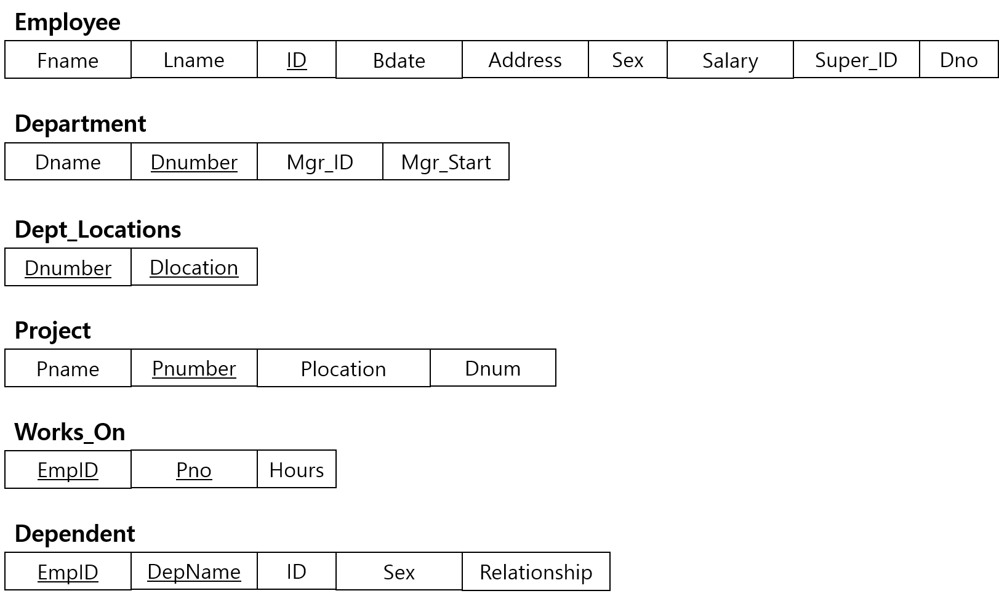 Employee
Fname Lname ID Bdate Address Sex Salary Super_ID Dno
Department
Dname Dnumber Mgr_ID Mgr_Start
Dept_Locations
Dnumber Dlocation
Project
Pname Pnumber Plocation Dnum
Works_On
EmpID Pno Hours
Dependent
EmpID DepName ID Sex Relationship